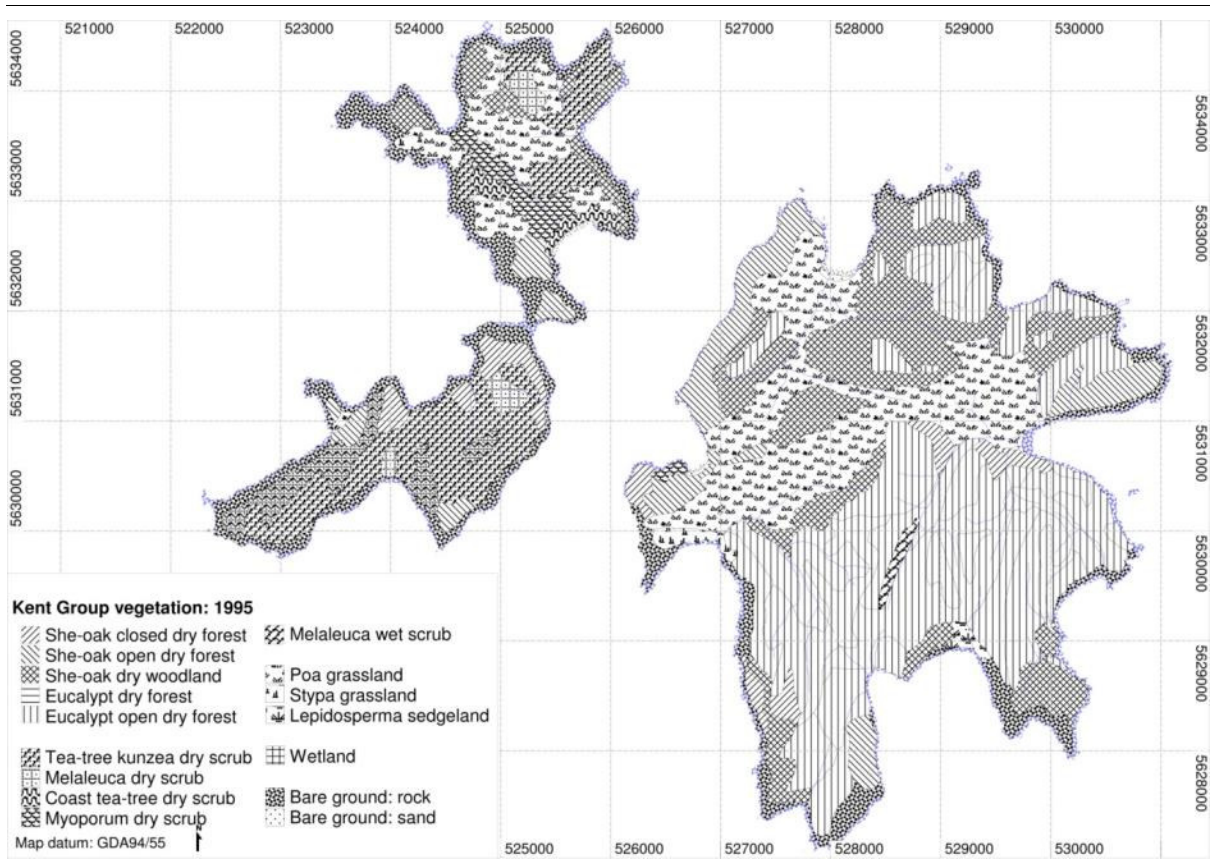 521000 522000 523000 524000 525000 526000 527000 528000 529000 530000
5634000
5633000
5632000
5631000
5630000
5634000
5633000
5632000
5631000
5630000
5629000
5628000
Kent Group vegetation: 1995
She-oak closed dry forest
She-oak open dry forest
She-oak dry woodland
Eucalypt dry forest
Eucalypt open dry forest
Tea-tree kunzea dry scrub
Melaleuca dry scrub
Coast tea-tree dry scrub
Myoporum dry scrub
Melaleuca wet scrub
Poa grassland
Stypa grassland
Lepidosperma sedgeland
Wetland
Bare ground: rock
Bare ground: sand
Map datum: GDA94/55
N
525000 526000 527000 528000 529000 530000